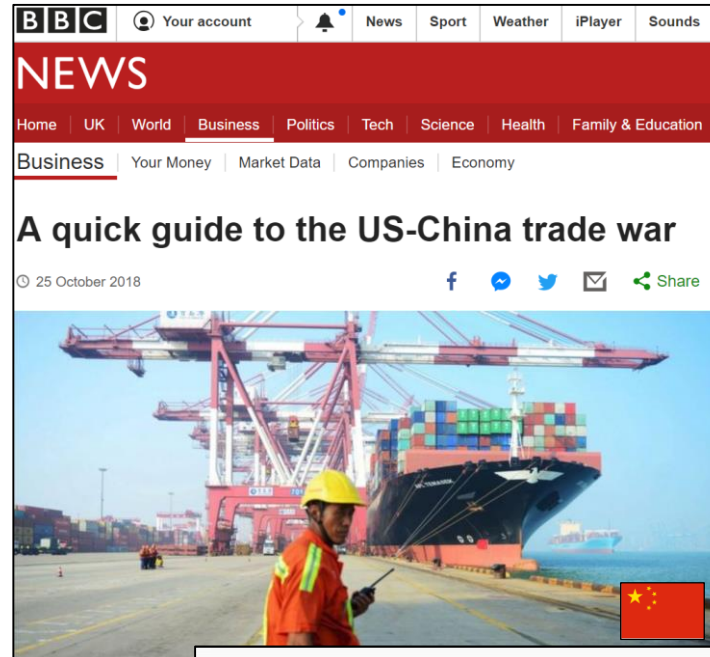 BBC Your account News Sport Weather iPlayer Sounds
NEWS
Home UK World Business Politics Tech Science Health Family & Education
Business Your Money Market Data Companies Economy
A quick guide to the US-China trade war
25 October 2018 f Share